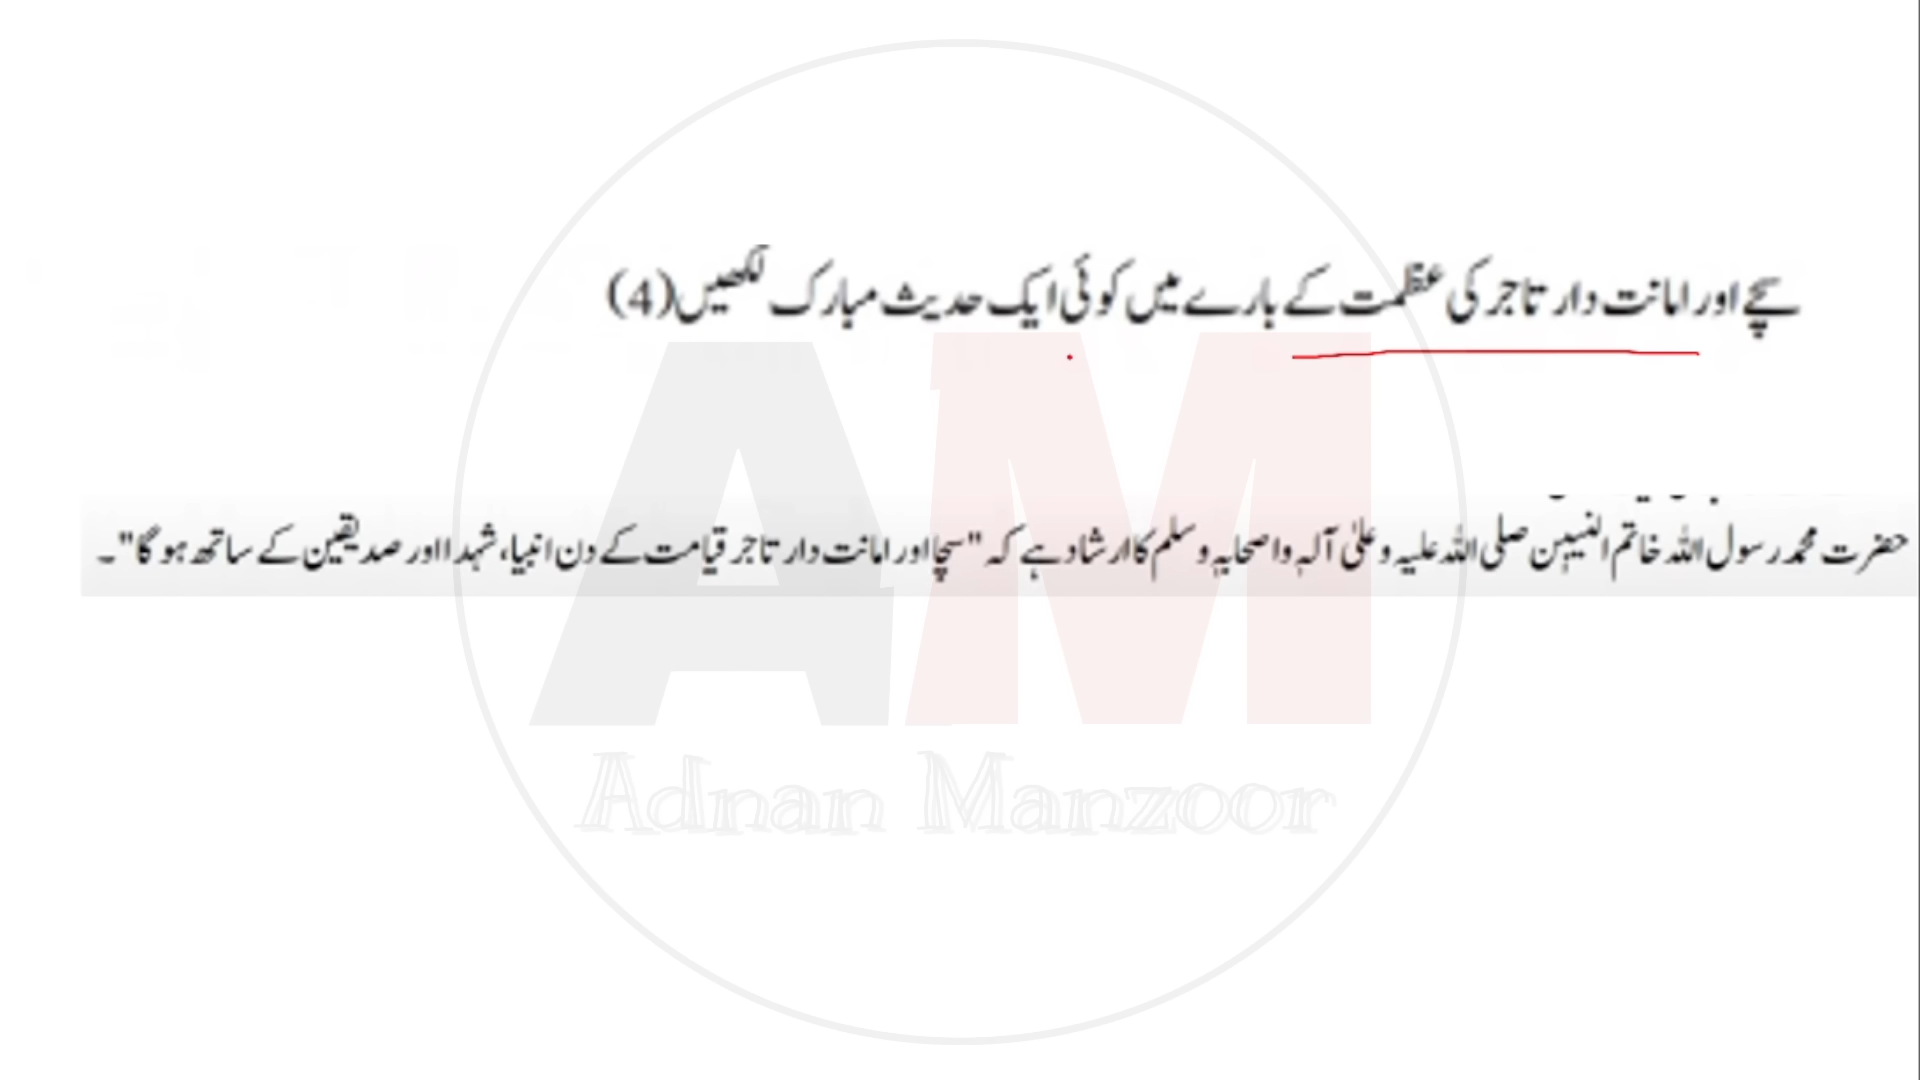 سچے اور امانت دار تاجر کی عظمت کے بارے میں کوئی ایک حدیث مبارک لکھیں(4)
حضرت محمد رسول اللہ خاتم النبیین صلی اللہ علیہ وعلیٰ آلہ واصحابہ وسلم کا ارشاد ہے کہ "سچا اور امانت دار تاجر قیامت کے دن انبیا، شہدا اور صدیقین کے ساتھ ہو گا"۔
AM
Adnan Manzoor